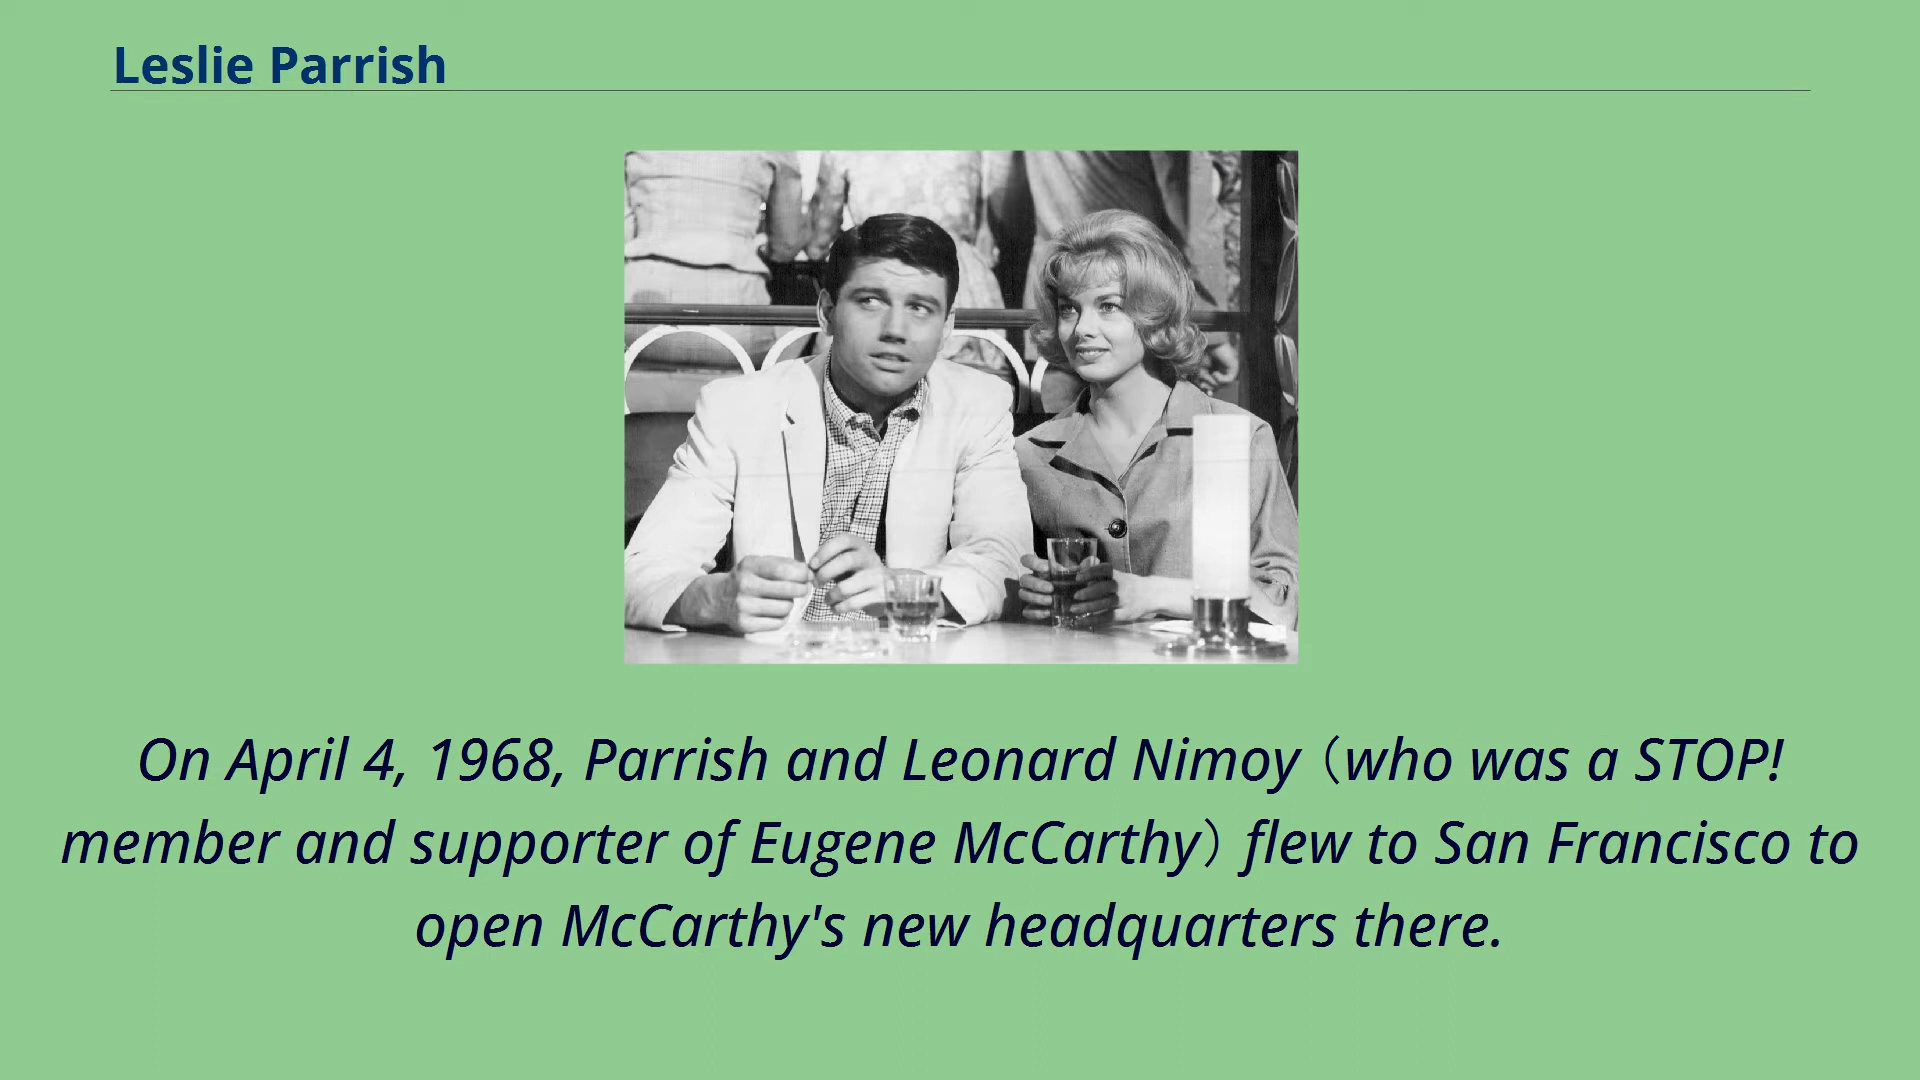 Leslie Parrish
On April 4, 1968, Parrish and Leonard Nimoy（who was a STOP!
member and supporter of Eugene McCarthy）flew to San Francisco to
open McCarthy's new headquarters there.